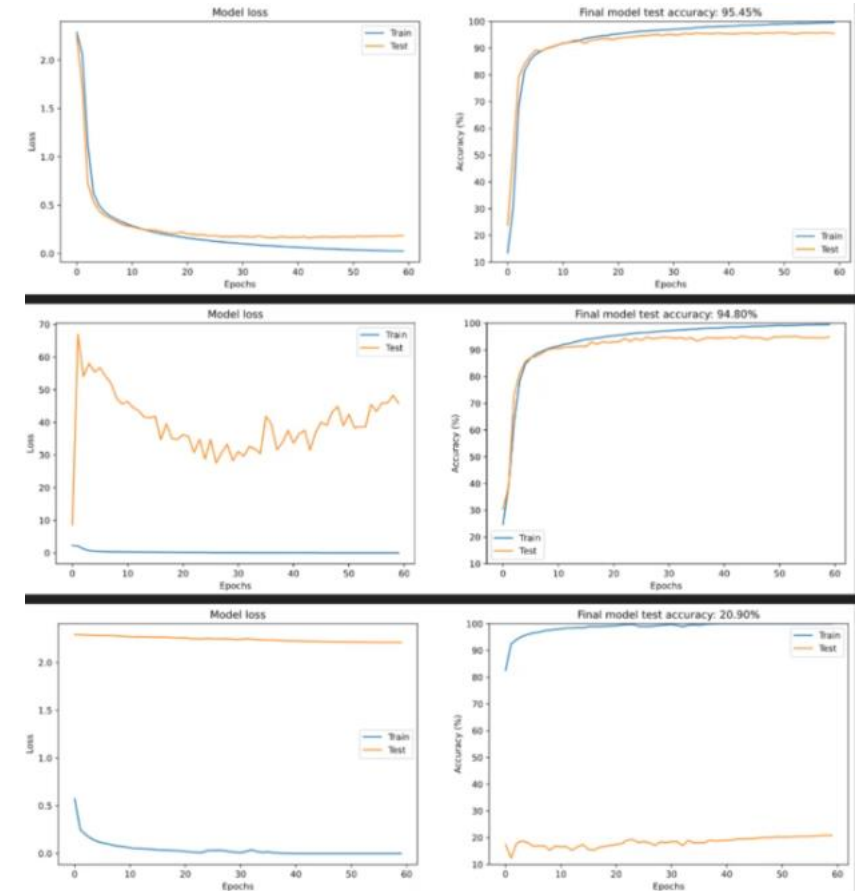 Model loss
Final model test accuracy: 95.45%
Train
Test
2.0
1.5
1.0
0.5
0.0
Loss
0 10 20 30 40 50 60
Epochs
100
90
80
70
60
50
40
30
20
10
Accuracy (%)
Train
Test
0 10 20 30 40 50 60
Epochs
Model loss
Final model test accuracy: 94.80%
Train
Test
70
60
50
40
30
20
10
0
Loss
0 10 20 30 40 50 60
Epochs
100
90
80
70
60
50
40
30
20
10
Accuracy (%)
Train
Test
0 10 20 30 40 50 60
Epochs
Model loss
Final model test accuracy: 20.90%
2.0
1.5
1.0
0.5
0.0
Loss
Train
Test
0 10 20 30 40 50 60
Epochs
Train
Test
100
90
80
70
60
50
40
30
20
10
Accuracy (%)
0 10 20 30 40 50 60
Epochs